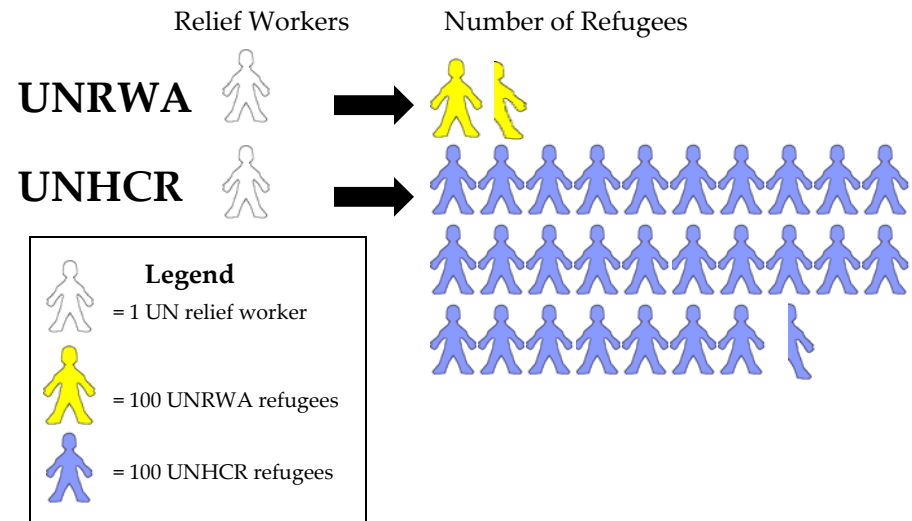 Relief Workers
Number of Refugees
UNRWA
UNHCR
Legend
= 1 UN relief worker
= 100 UNRWA refugees
= 100 UNHCR refugees